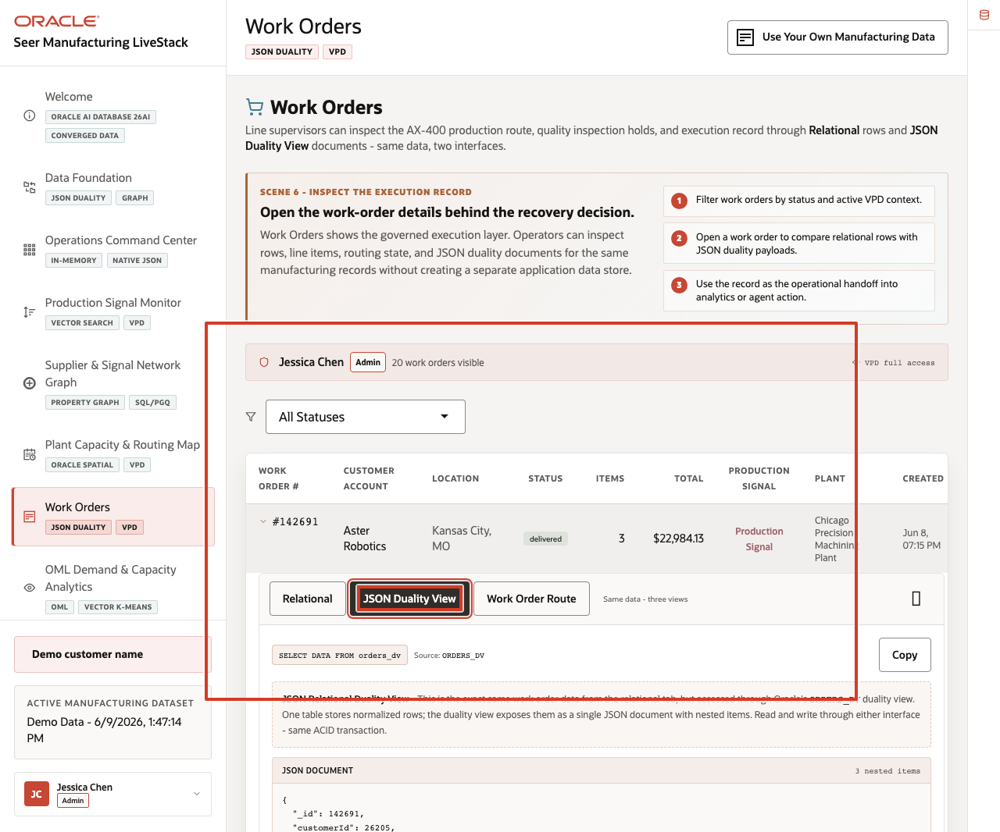 ORACLE
Seer Manufacturing LiveStack
Welcome
ORACLE AI DATABASE 26AI
CONVERGED DATA
Data Foundation
JSON DUALITY
GRAPH
Operations Command Center
IN-MEMORY
NATIVE JSON
Production Signal Monitor
VECTOR SEARCH
VPD
Supplier & Signal Network
Graph
PROPERTY GRAPH
SQL/PGQ
Plant Capacity & Routing Map
ORACLE SPATIAL
VPD
Work Orders
JSON DUALITY
VPD
OML Demand & Capacity
Analytics
OML
VECTOR K-MEANS
Demo customer name
ACTIVE MANUFACTURING DATASET
Demo Data - 6/9/2026, 1:47:14
PM
JC
Jessica Chen
Admin
Work Orders
JSON DUALITY
VPD
Use Your Own Manufacturing Data
Work Orders
Line supervisors can inspect the AX-400 production route, quality inspection holds, and execution record through Relational rows and JSON
Duality View documents - same data, two interfaces.
SCENE 6 - INSPECT THE EXECUTION RECORD
Open the work-order details behind the recovery decision.
Work Orders shows the governed execution layer. Operators can inspect
rows, line items, routing state, and JSON duality documents for the same
manufacturing records without creating a separate application data store.
1 Filter work orders by status and active VPD context.
2 Open a work order to compare relational rows with
JSON duality payloads.
3 Use the record as the operational handoff into
analytics or agent action.
Jessica Chen Admin 20 work orders visible
VPD full access
All Statuses
WORK
ORDER #
CUSTOMER
ACCOUNT
LOCATION
STATUS
ITEMS
TOTAL
PRODUCTION
SIGNAL
PLANT
CREATED
#142691
Aster
Robotics
Kansas City,
MO
delivered
3
$22,984.13
Production
Signal
Chicago
Precision
Machining
Plant
Jun 8,
07:15 PM
Relational
JSON Duality View
Work Order Route
Same data - three views
SELECT DATA FROM orders_dv
Source: ORDERS_DV
Copy
JSON Relational Duality View - This is the exact same work order data from the relational tab, but accessed through Oracle's ORDERS_DV duality view.
One table stores normalized rows; the duality view exposes them as a single JSON document with nested items. Read and write through either interface
- same ACID transaction.
JSON DOCUMENT
3 nested items
{
"_id": 142691,
"customerId": 26205,